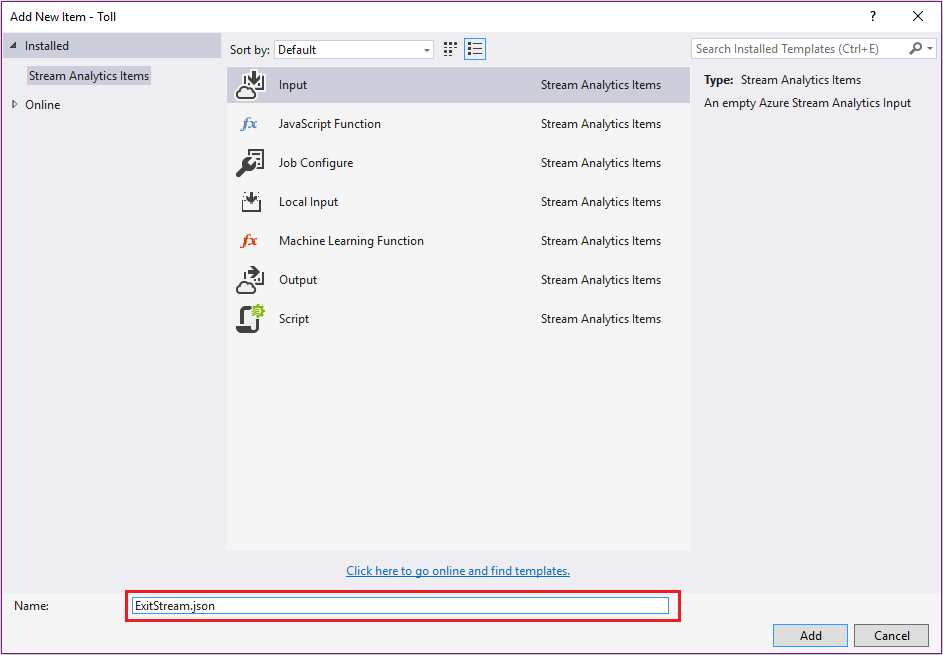 Add New Item - Toll
?
Installed
Stream Analytics Items
Online
Sort by: Default
Search Installed Templates (Ctrl+E)
Input Stream Analytics Items
JavaScript Function Stream Analytics Items
Job Configure Stream Analytics Items
Local Input Stream Analytics Items
Machine Learning Function Stream Analytics Items
Output Stream Analytics Items
Script Stream Analytics Items
Type: Stream Analytics Items
An empty Azure Stream Analytics Input
Click here to go online and find templates.
Name: ExitStream.json
Add Cancel